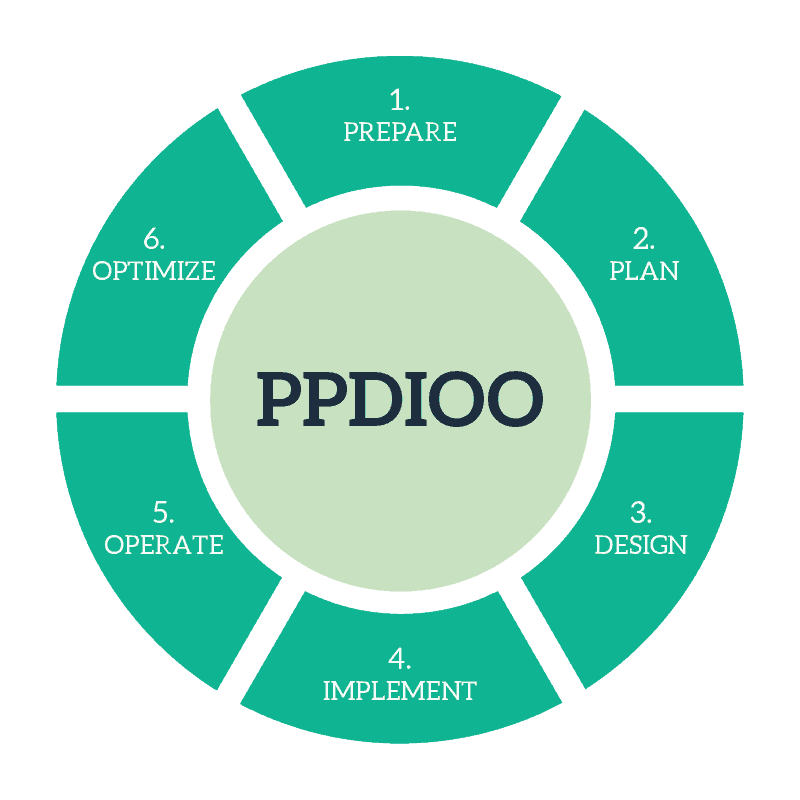 1.
PREPARE
2.
PLAN
3.
DESIGN
4.
IMPLEMENT
5.
OPERATE
6.
OPTIMIZE
PPDIOO